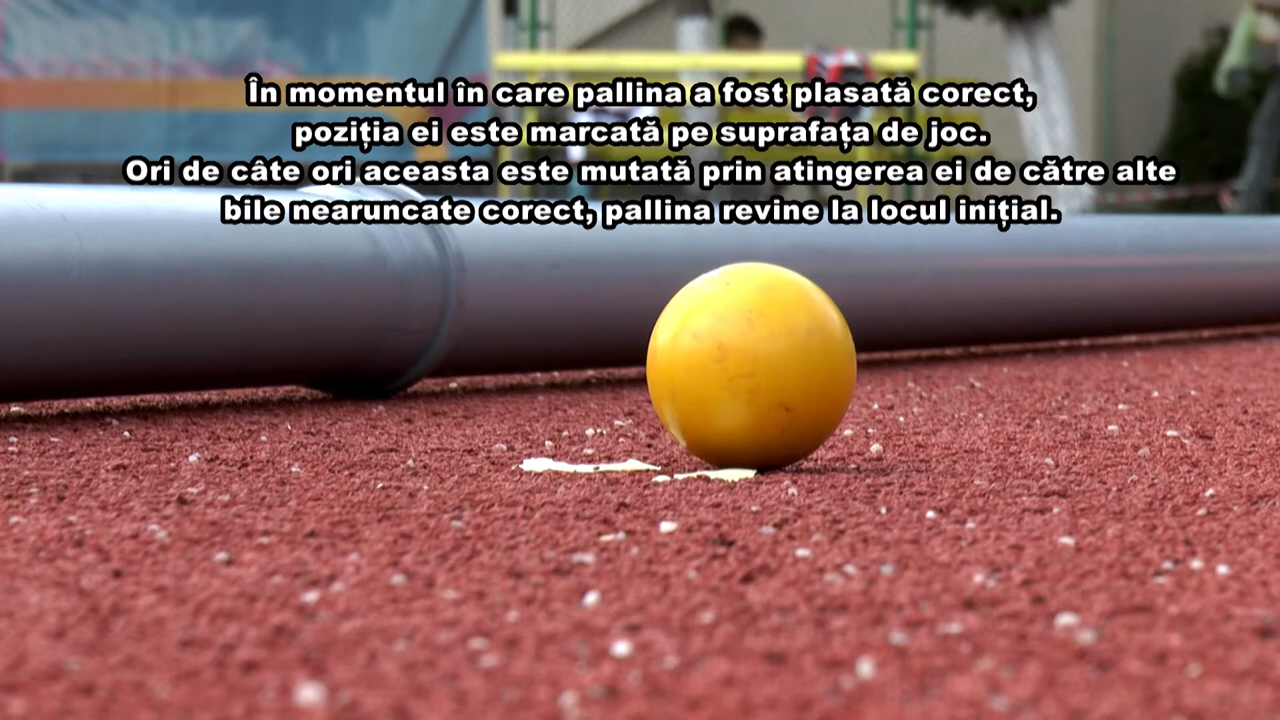 În momentul în care pallina a fost plasată corect,
poziția ei este marcată pe suprafața de joc.
Ori de câte ori aceasta este mutată prin atingerea ei de către alte
bile nearuncate corect, pallina revine la locul inițial.